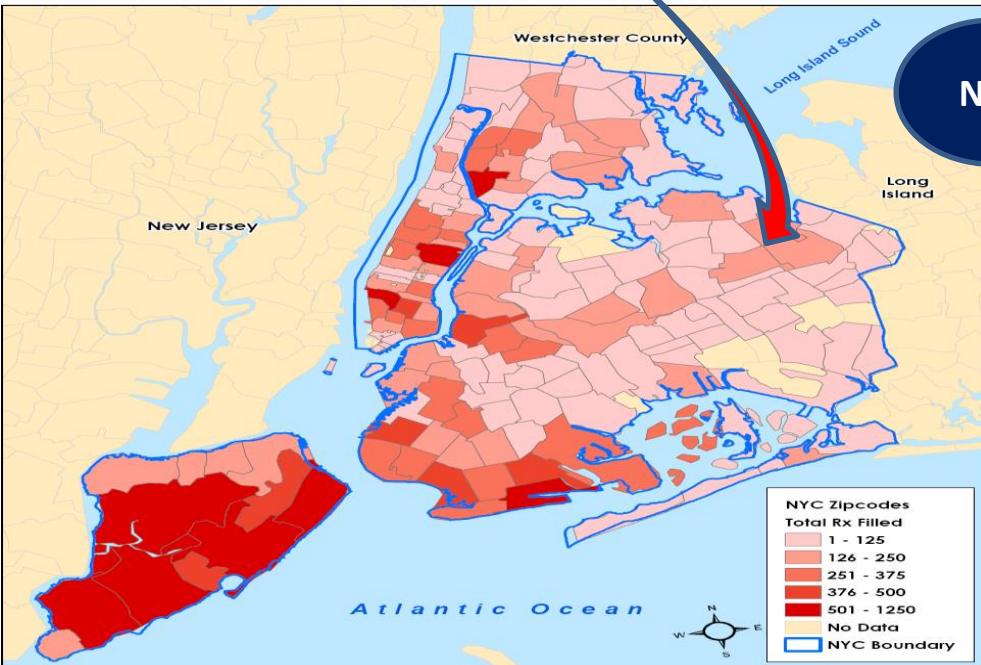 Westchester County
Long Island Sound
N
Long
Island
New Jersey
NYC Zipcodes
Total Rx Filled
1 - 125
126 - 250
251 - 375
376 - 500
501 - 1250
No Data
NYC Boundary
Atlantic Ocean
N
W
E
S